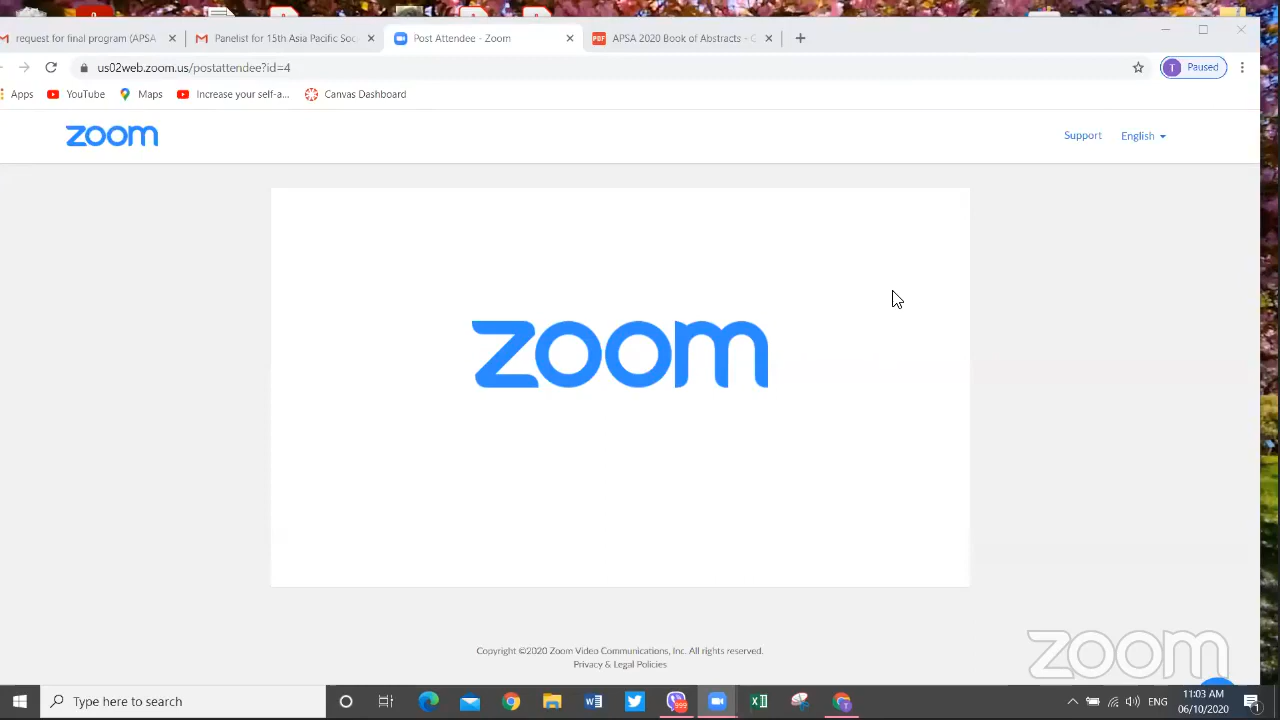 request for final program (APSA
Panelist for 15th Asia Pacific Soc
Post Attendee - Zoom
PDF
APSA 2020 Book of Abstracts -
us02web.zoom.us/postattendee?id=4
T
Paused
Apps
YouTube
Maps
Increase your self-a...
Canvas Dashboard
zoom
Support
English
zoom
Copyright ©2020 Zoom Video Communications, Inc. All rights reserved.
Privacy & Legal Policies
zoom
Type here to search
999
T
ENG
11:03 AM
06/10/2020
1